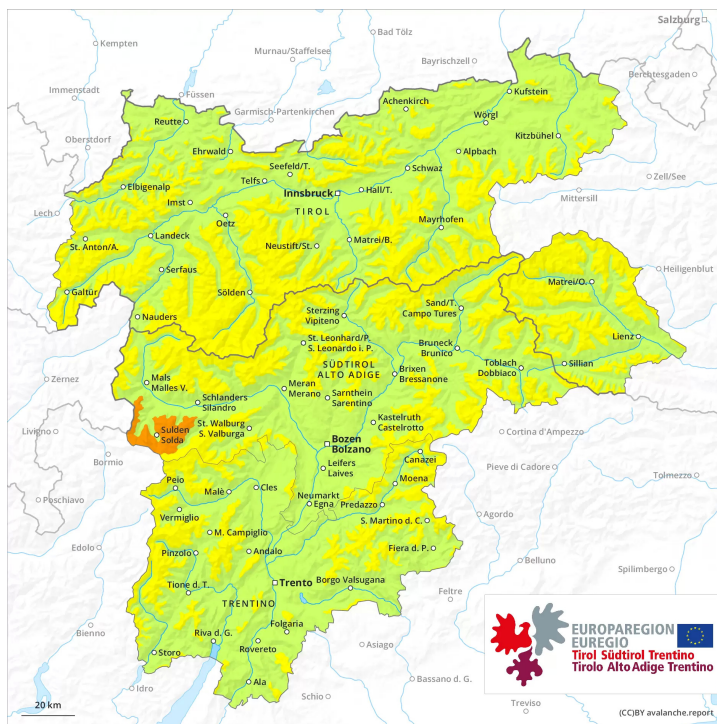 Salzburg
Bad Tölz
Kempten
Murnau/Staffelsee
Bayrischzell
Berchtesgaden
Immenstadt
Füssen
Garmisch-Partenkirchen
Kufstein
Achenkirch
Reutte
Wörgl
Oberstdorf
Kitzbühel
Ehrwald
Alpbach
Seefeld/T.
Schwaz
Telfs
Zell/See
Elbigenalp
Innsbruck
Hall/T.
Mittersill
Imst
TIROL
Lech
Oetz
Mayrhofen
Landeck
St. Anton/A.
Neustift/St.
Matrei/B.
Serfaus
Heiligenblut
Matrei/O.
Galtür
Sölden
Sand/T.
Campo Tures
Nauders
Sterzing
Vipiteno
Lienz
St. Leonhard/P.
S. Leonardo i. P.
Bruneck
Brunico
Sillian
SÜDTIROL
ALTO ADIGE
Toblach
Dobbiaco
Brixen
Bressanone
Mals
Malles V.
Meran
Merano
Zernez
Sarnthein
Sarentino
Schlanders
Silandro
Kastelruth
Castelrotto
St. Walburg
S. Valburga
Livigno
Sulden
Solda
Cortina d'Ampezzo
Bozen
Bolzano
Bormio
Canazei
Pieve di Cadore
Leifers
Laives
Tolmezzo
Moena
Peio
Poschiavo
Malè
Cles
Neumarkt
Egna
Predazzo
Vermiglio
Agordo
S. Martino d. C.
M. Campiglio
Edolo
Pinzolo
Andalo
Fiera d. P.
Belluno
Spilimbergo
Trento
Borgo Valsugana
Tione d. T.
Feltre
TRENTINO
Folgaria
Bienno
Riva d. G.
Rovereto
Asiago
Storo
Bassano d. G.
Ala
Idro
Schio
Treviso
EUROPAREGION
EUREGIO
Tirol Südtirol Trentino
Tirolo Alto Adige Trentino
20 km
(CC)BY avalanche.report